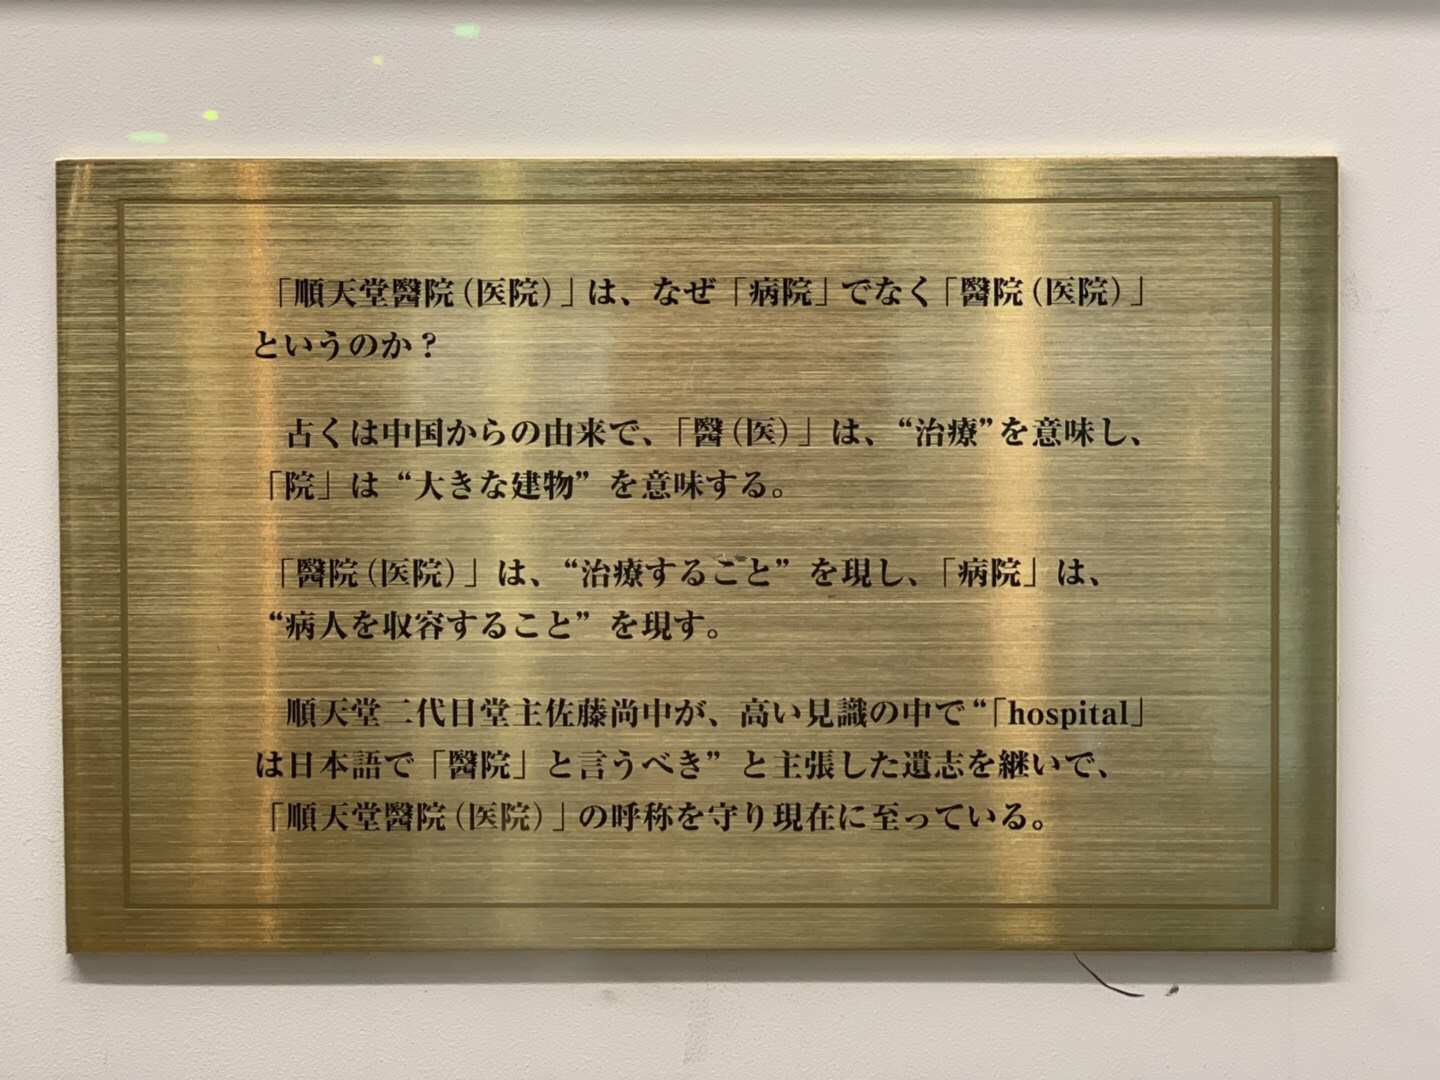 「順天堂醫院（医院）」は、なぜ「病院」でなく「醫院（医院）」
というのか？
古くは中国からの由来で、「醫（医）」は、“治療”を意味し、
「院」は“大きな建物”を意味する。
「醫院（医院）」は、“治療すること”を現し、「病院」は、
“病人を収容すること”を現す。
順天堂二代目堂主佐藤尚中が、高い見識の中で“「hospital」
は日本語で「醫院」と言うべき”と主張した遺志を継いで、
「順天堂醫院（医院）」の呼称を守り現在に至っている。